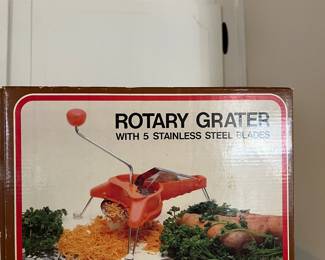 ROTARY GRATER
WITH 5 STAINLESS STEEL BLADES